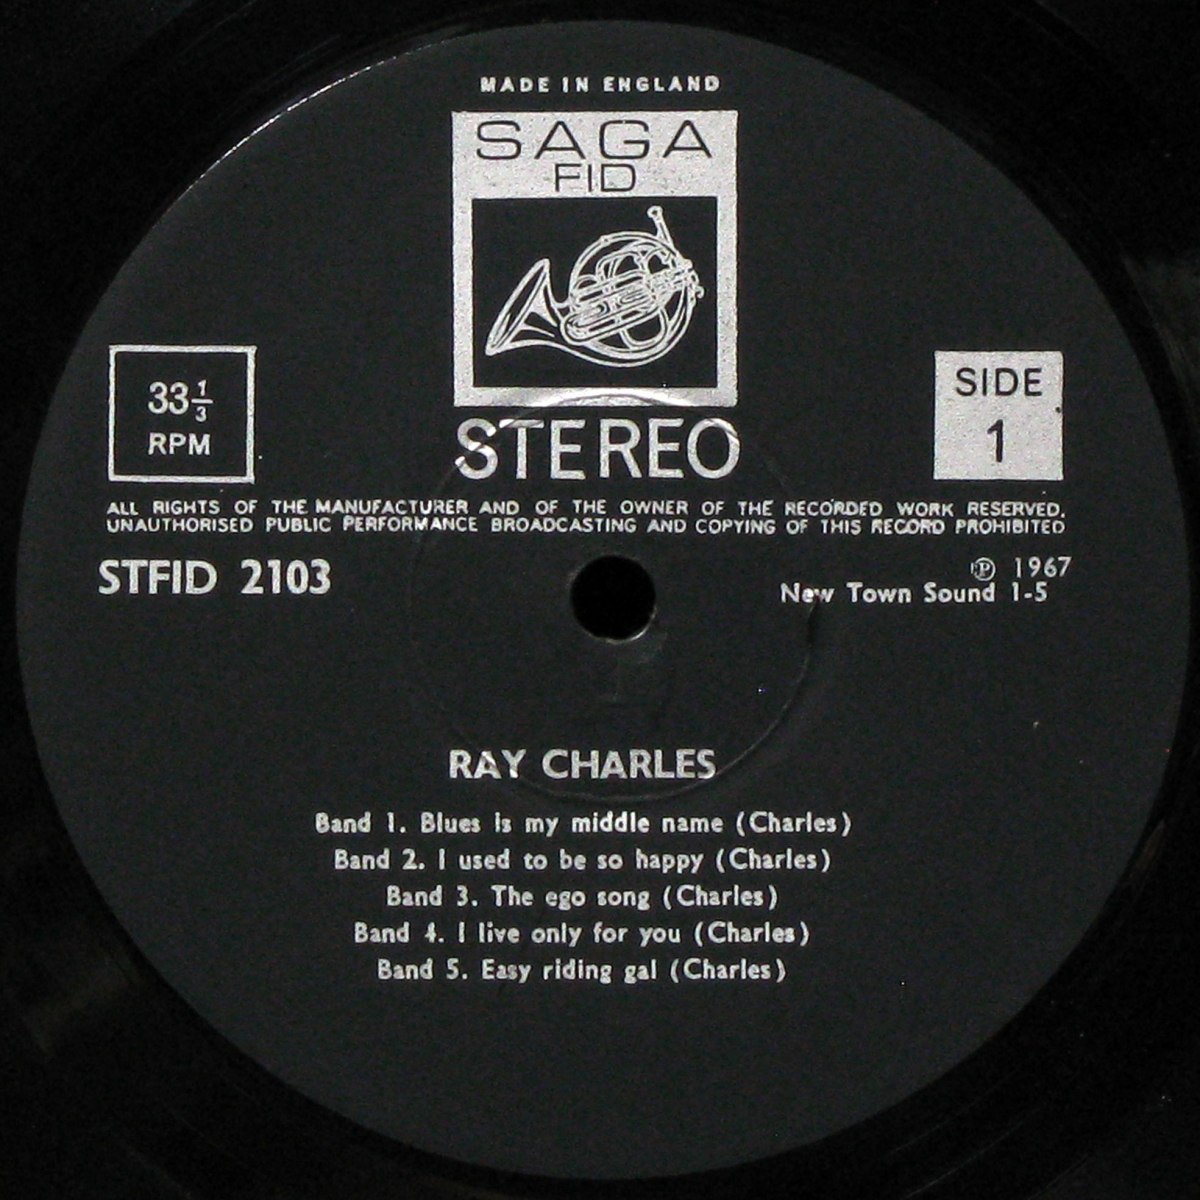 MADE IN ENGLAND
SAGA
FID
33 1/3
RPM
STEREO
SIDE
1
ALL RIGHTS OF THE MANUFACTURER AND OF THE OWNER OF THE RECORDED WORK RESERVED.
UNAUTHORISED PUBLIC PERFORMANCE BROADCASTING AND COPYING OF THIS RECORD PROHIBITED
STFID 2103
℗ 1967
New Town Sound 1-5
RAY CHARLES
Band 1. Blues is my middle name (Charles)
Band 2. I used to be so happy (Charles)
Band 3. The ego song (Charles)
Band 4. I live only for you (Charles)
Band 5. Easy riding gal (Charles)